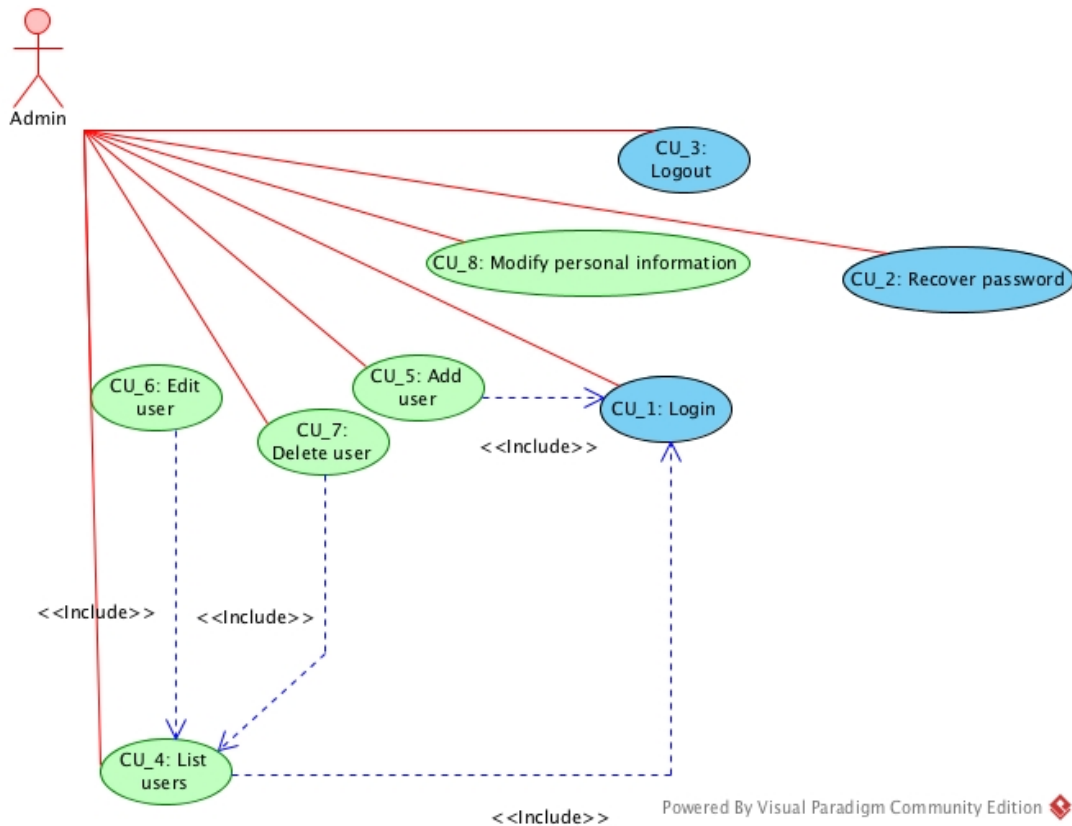 Admin
CU_3:
Logout
CU_8: Modify personal information
CU_2: Recover password
CU_6: Edit
user
CU_5: Add
user
CU_7:
Delete user
CU_1: Login
<<Include>>
<<Include>>
<<Include>>
CU_4: List
users
<<Include>>
Powered By Visual Paradigm Community Edition